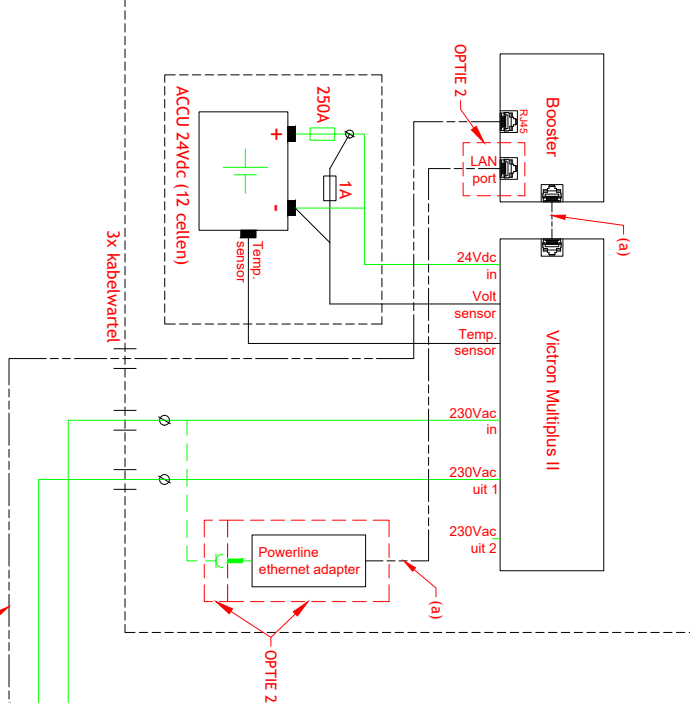 OPTIE 2
Booster
RJ45
LAN
port
(a)
250A
1A
+
-
ACCU 24Vdc (12 cellen)
Temp.
sensor
3x kabelwartel
24Vdc
in
Volt
sensor
Temp.
sensor
230Vac
in
230Vac
uit 1
230Vac
uit 2
Victron Multiplus II
Powerline
ethernet adapter
(a)
OPTIE 2